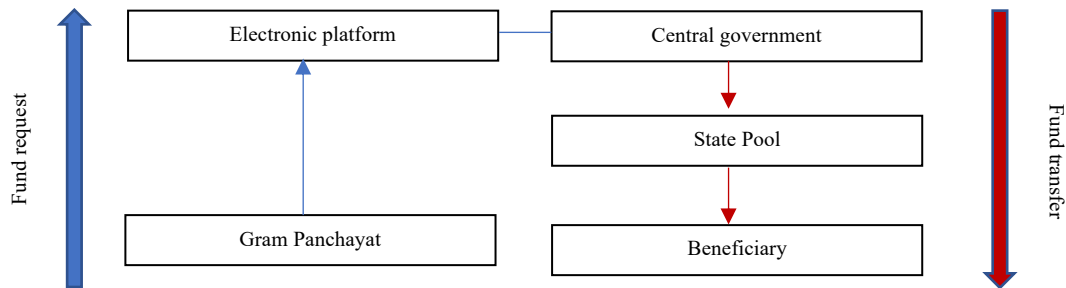 Fund request
Electronic platform
Central government
State Pool
Gram Panchayat
Beneficiary
Fund transfer